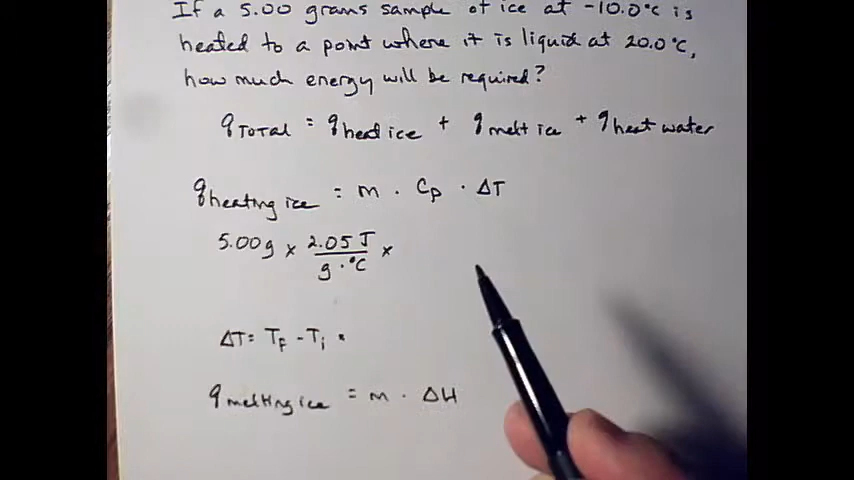 If a 5.00 grams sample of ice at -10.0°C is
heated to a point where it is liquid at 20.0°C,
how much energy will be required?
qTOTAL = qheat ice + qmelt ice + qheat water
qheating ice = m · Cp · ΔT
5.00g × 2.05 J / g·°C ×
ΔT = TF - Ti
qmelting ice = m · ΔH